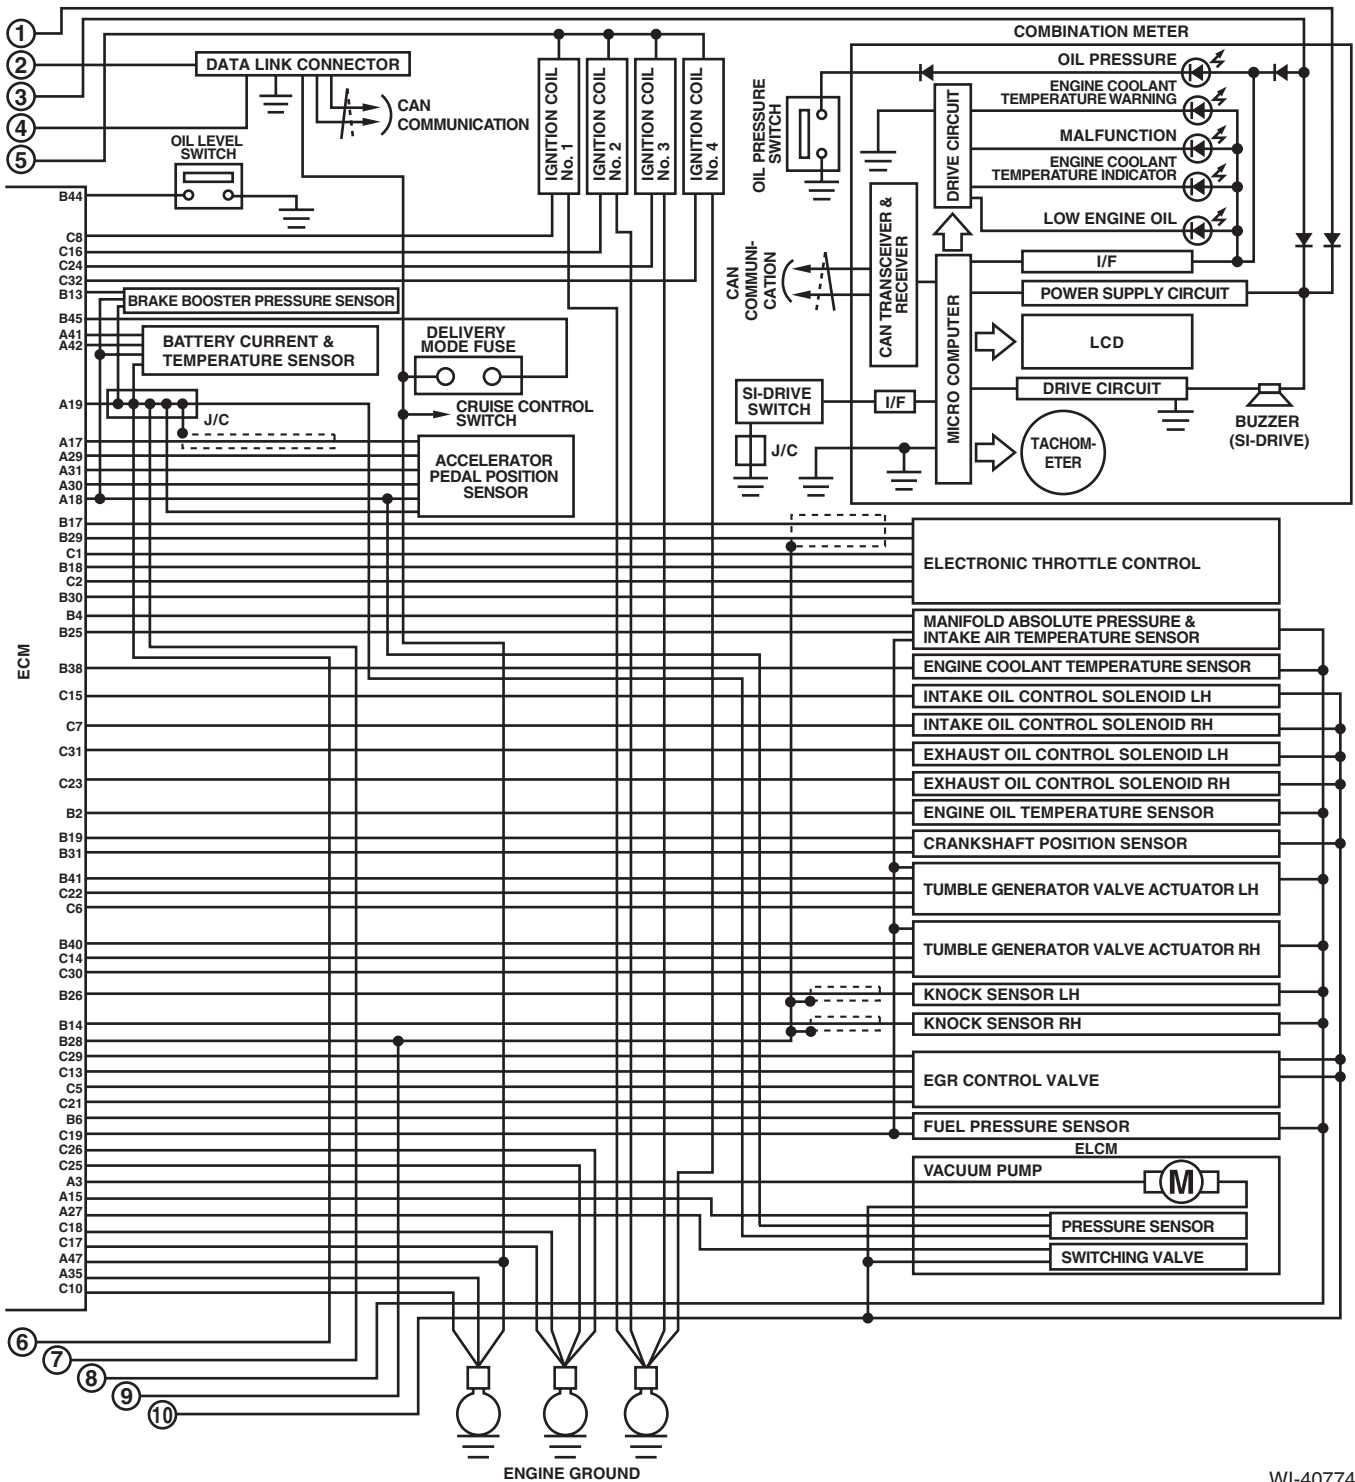 1
2
3
4
5
DATA LINK CONNECTOR
CAN
COMMUNICATION
OIL LEVEL
SWITCH
IGNITION COIL
No. 1
IGNITION COIL
No. 2
IGNITION COIL
No. 3
IGNITION COIL
No. 4
OIL PRESSURE
SWITCH
COMBINATION METER
OIL PRESSURE
ENGINE COOLANT
TEMPERATURE WARNING
MALFUNCTION
ENGINE COOLANT
TEMPERATURE INDICATOR
LOW ENGINE OIL
DRIVE CIRCUIT
CAN TRANSCEIVER &
RECEIVER
CAN
COMMUNI-
CATION
MICRO COMPUTER
I/F
POWER SUPPLY CIRCUIT
LCD
DRIVE CIRCUIT
BUZZER
(SI-DRIVE)
TACHOM-
ETER
SI-DRIVE
SWITCH
I/F
J/C
BRAKE BOOSTER PRESSURE SENSOR
BATTERY CURRENT &
TEMPERATURE SENSOR
DELIVERY
MODE FUSE
CRUISE CONTROL
SWITCH
J/C
ACCELERATOR
PEDAL POSITION
SENSOR
ECM
B44
C8
C16
C24
C32
B13
B45
A41
A42
A19
A17
A29
A31
A30
A18
B17
B29
C1
B18
C2
B30
B4
B25
B38
C15
C7
C31
C23
B2
B19
B31
B41
C22
C6
B40
C14
C30
B26
B14
B28
C29
C13
C5
C21
B6
C19
C26
C25
A3
A15
A27
C18
C17
A47
A35
C10
ELECTRONIC THROTTLE CONTROL
MANIFOLD ABSOLUTE PRESSURE &
INTAKE AIR TEMPERATURE SENSOR
ENGINE COOLANT TEMPERATURE SENSOR
INTAKE OIL CONTROL SOLENOID LH
INTAKE OIL CONTROL SOLENOID RH
EXHAUST OIL CONTROL SOLENOID LH
EXHAUST OIL CONTROL SOLENOID RH
ENGINE OIL TEMPERATURE SENSOR
CRANKSHAFT POSITION SENSOR
TUMBLE GENERATOR VALVE ACTUATOR LH
TUMBLE GENERATOR VALVE ACTUATOR RH
KNOCK SENSOR LH
KNOCK SENSOR RH
EGR CONTROL VALVE
FUEL PRESSURE SENSOR
ELCM
VACUUM PUMP
M
PRESSURE SENSOR
SWITCHING VALVE
6
7
8
9
10
ENGINE GROUND
WI-40774